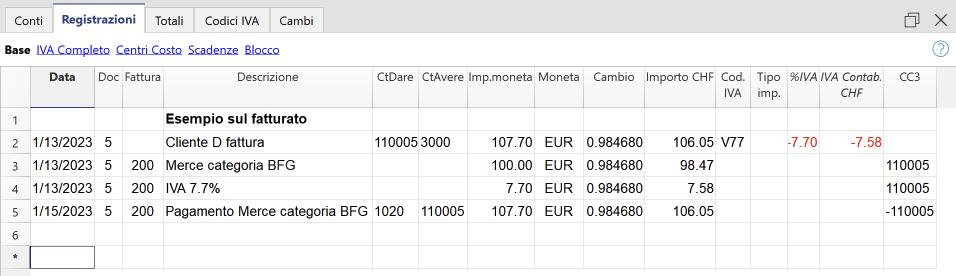 Conti Registrazioni Totali Codici IVA Cambi
Base IVA Completo Centri Costo Scadenze Blocco ?
Data Doc Fattura Descrizione CtDare CtAvere Imp.moneta Moneta Cambio Importo CHF Cod. IVA Tipo imp. %IVA IVA Contab. CHF CC3
1 Esempio sul fatturato
2 1/13/2023 5 Cliente D fattura 110005 3000 107.70 EUR 0.984680 106.05 V77 -7.70 -7.58
3 1/13/2023 5 200 Merce categoria BFG 100.00 EUR 0.984680 98.47 110005
4 1/13/2023 5 200 IVA 7.7% 7.70 EUR 0.984680 7.58 110005
5 1/15/2023 5 200 Pagamento Merce categoria BFG 1020 110005 107.70 EUR 0.984680 106.05 -110005
6
*